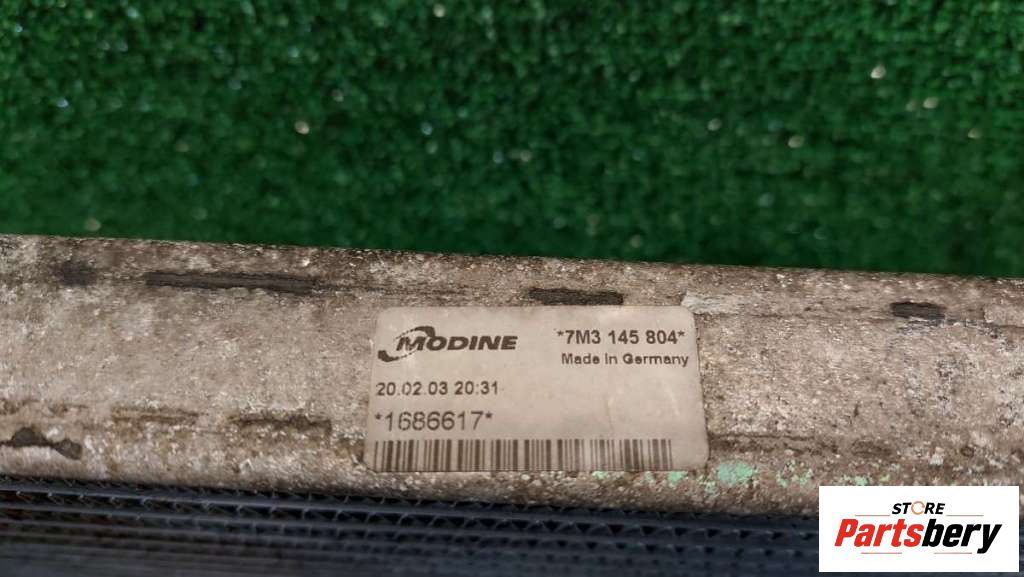 MODINE
*7M3 145 804*
Made In Germany
20.02.03 20:31
*1686617*
STORE
Partsbery